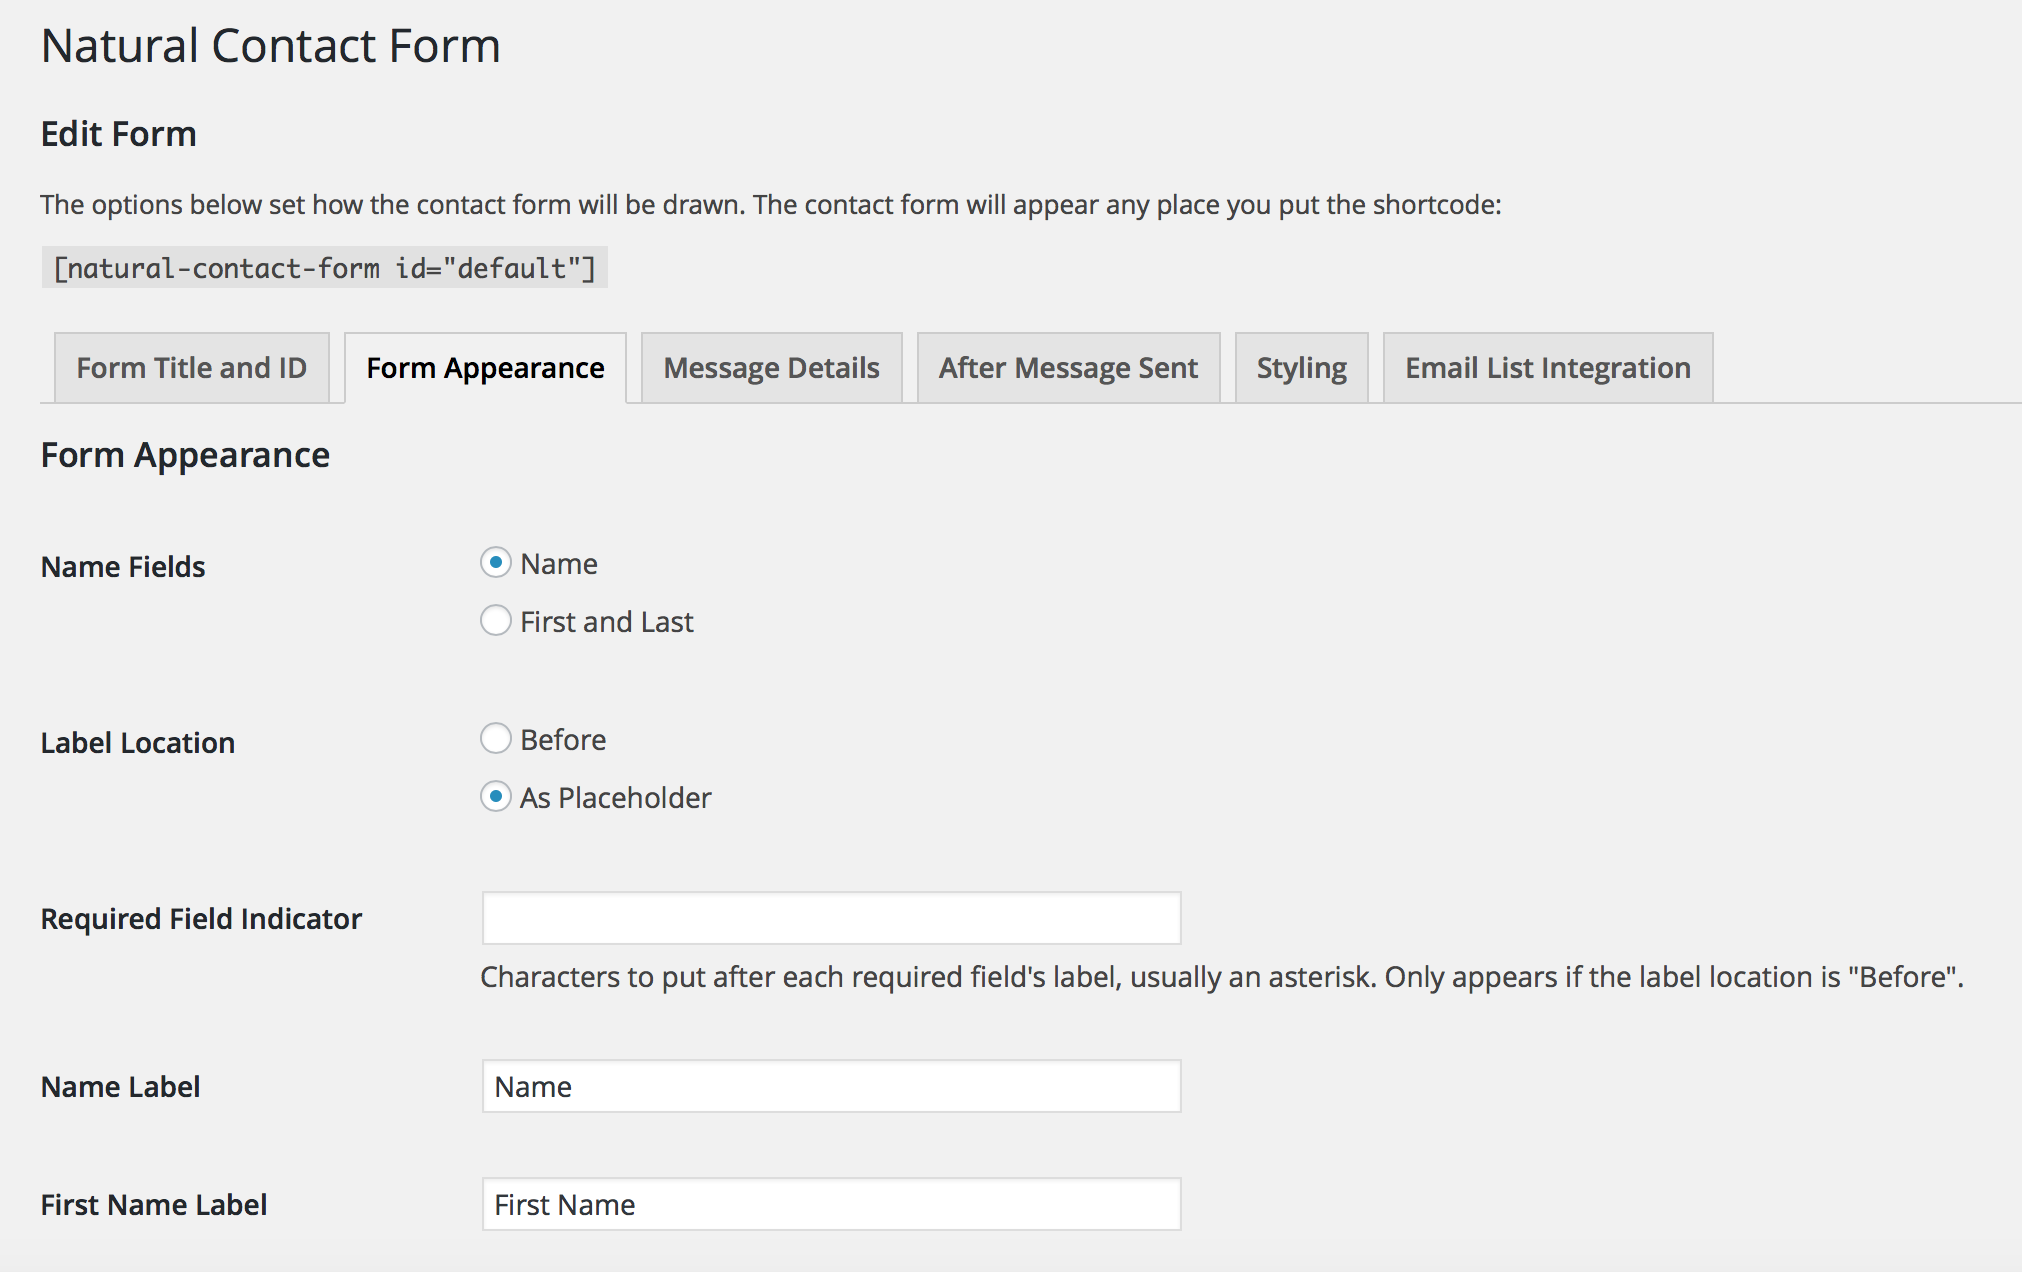 Natural Contact Form
Edit Form
The options below set how the contact form will be drawn. The contact form will appear any place you put the shortcode:
[natural-contact-form id="default"]
Form Title and ID
Form Appearance
Message Details
After Message Sent
Styling
Email List Integration
Form Appearance
Name Fields
Name
First and Last
Label Location
Before
As Placeholder
Required Field Indicator
Characters to put after each required field's label, usually an asterisk. Only appears if the label location is "Before".
Name Label
Name
First Name Label
First Name